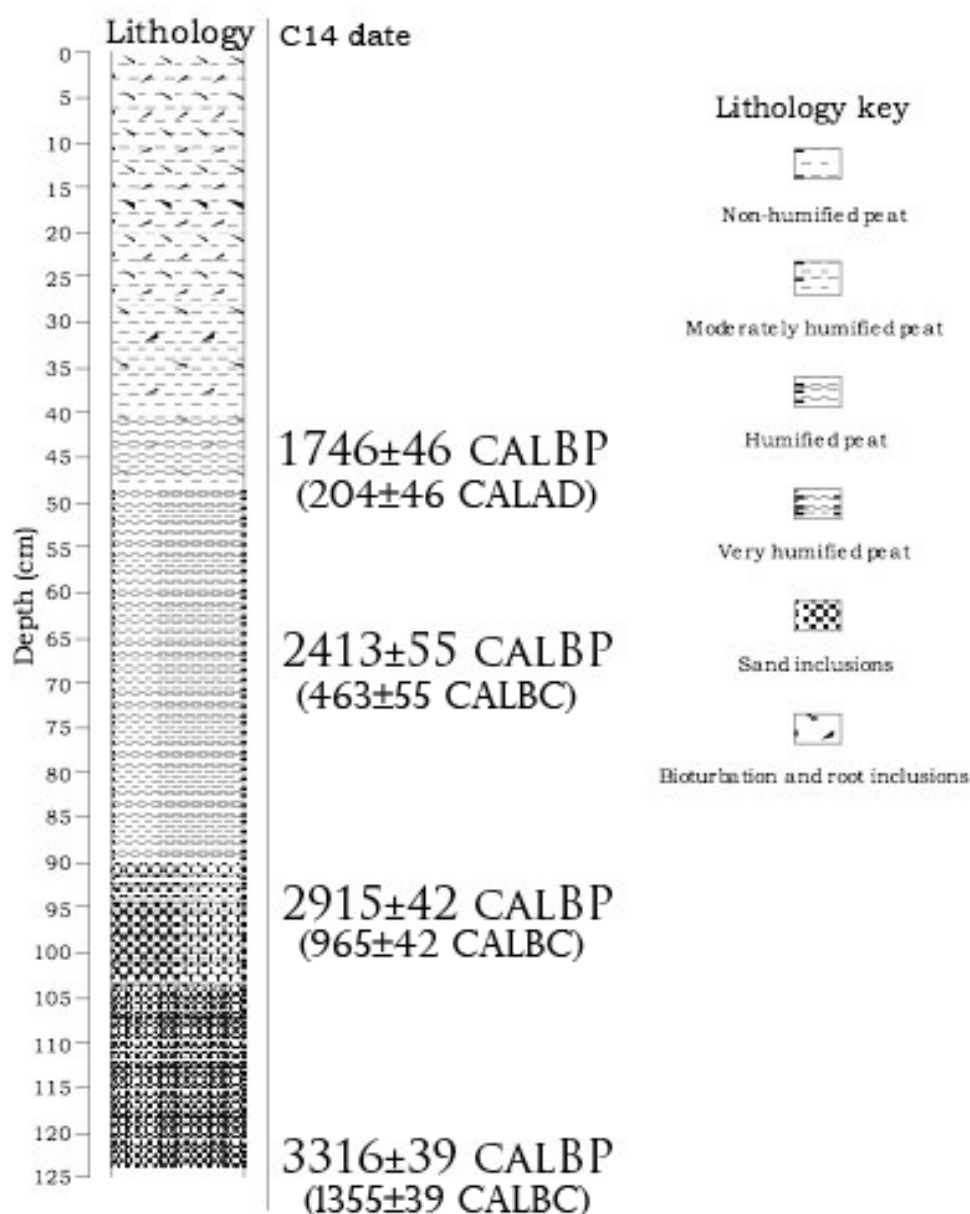 Lithology
C14 date
0
5
10
15
20
25
30
35
40
45
50
55
60
65
70
75
80
85
90
95
100
105
110
115
120
125
Depth (cm)
1746±46 CALBP
(204±46 CALAD)
2413±55 CALBP
(463±55 CALBC)
2915±42 CALBP
(965±42 CALBC)
3316±39 CALBP
(1355±39 CALBC)
Lithology key
Non-humified peat
Moderately humified peat
Humified peat
Very humified peat
Sand inclusions
Bioturbation and root inclusions